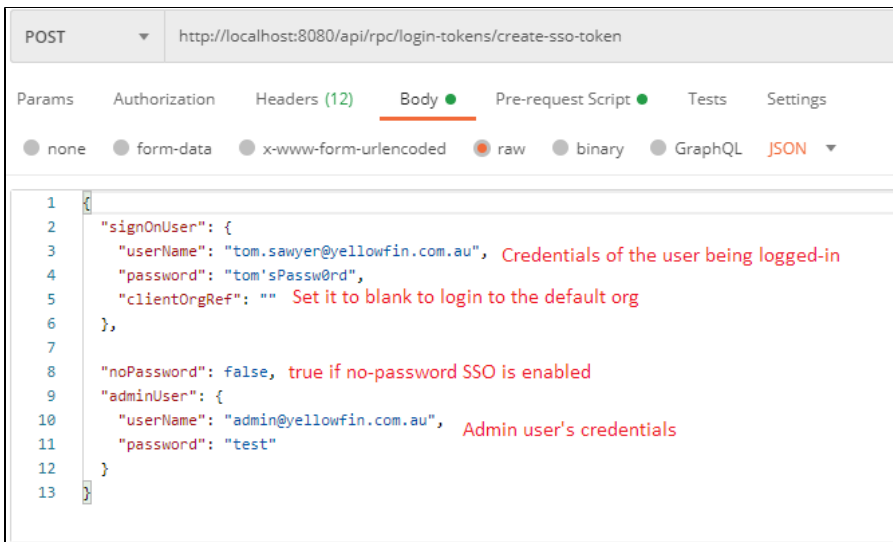 POST http://localhost:8080/api/rpc/login-tokens/create-sso-token
Params Authorization Headers (12) Body Pre-request Script Tests Settings
none form-data x-www-form-urlencoded raw binary GraphQL JSON
1 {
2 "signOnUser": {
3 "userName": "tom.sawyer@yellowfin.com.au", Credentials of the user being logged-in
4 "password": "tom'sPassw0rd",
5 "clientOrgRef": "" Set it to blank to login to the default org
6 },
7
8 "noPassword": false, true if no-password SSO is enabled
9 "adminUser": {
10 "userName": "admin@yellowfin.com.au", Admin user's credentials
11 "password": "test"
12 }
13 }